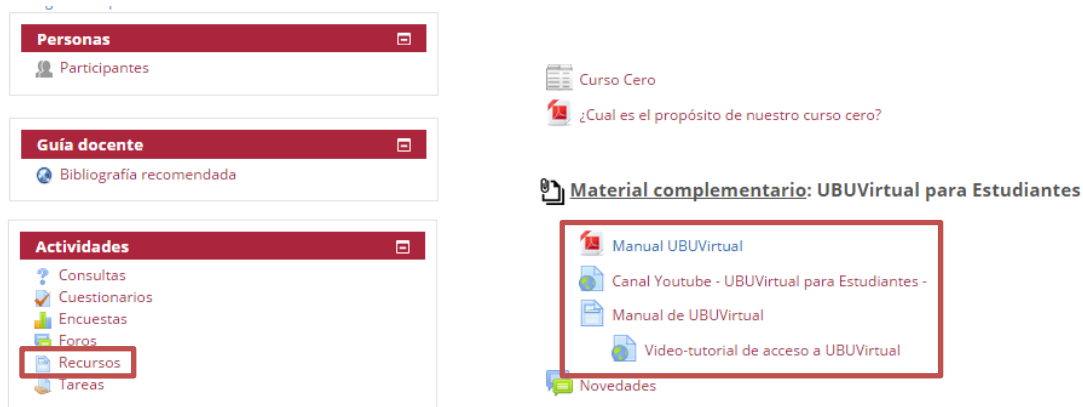 Personas
Participantes
Guía docente
Bibliografía recomendada
Actividades
Consultas
Cuestionarios
Encuestas
Foros
Recursos
Tareas
Curso Cero
¿Cual es el propósito de nuestro curso cero?
Material complementario: UBUVirtual para Estudiantes
Manual UBUVirtual
Canal Youtube - UBUVirtual para Estudiantes -
Manual de UBUVirtual
Video-tutorial de acceso a UBUVirtual
Novedades